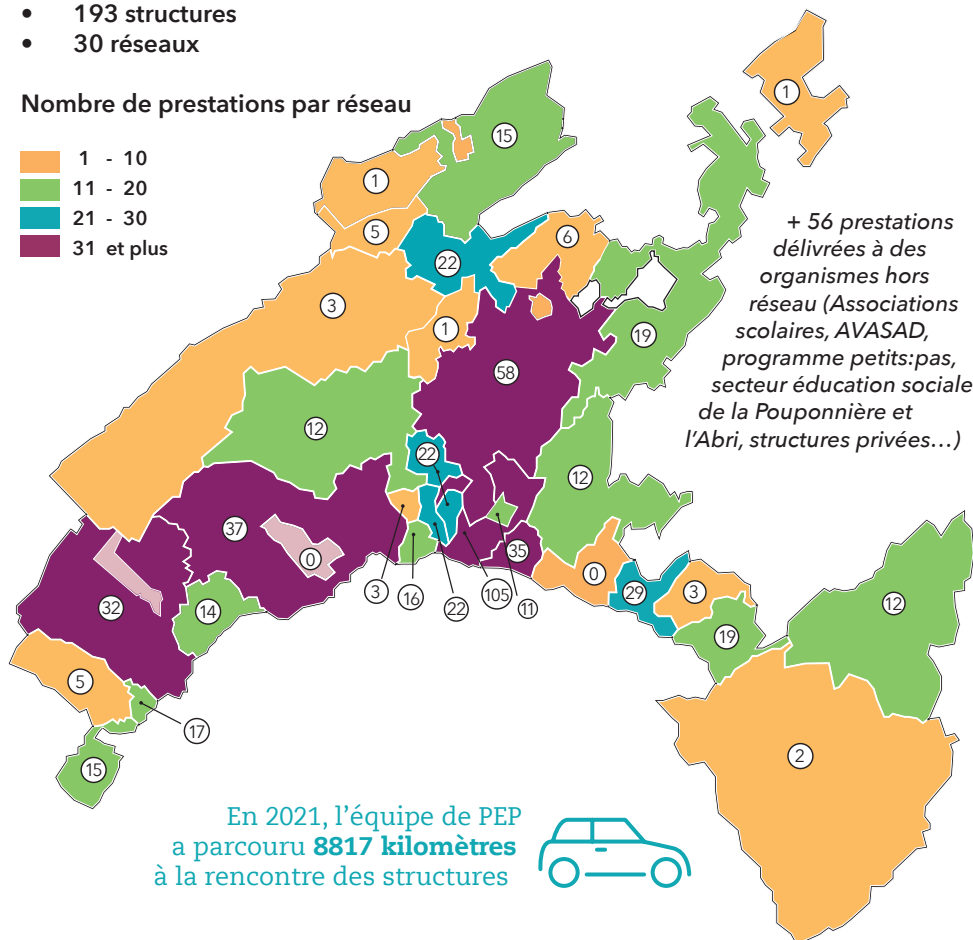 • 193 structures
• 30 réseaux
Nombre de prestations par réseau
1 - 10
11 - 20
21 - 30
31 et plus
1
15
1
5
6
22
3
1
19
58
12
22
12
37
0
35
3
16
22
105
11
0
29
3
12
32
14
19
5
17
15
2
+ 56 prestations
délivrées à des
organismes hors
réseau (Associations
scolaires, AVASAD,
programme petits:pas,
secteur éducation sociale
de la Pouponnière et
l'Abri, structures privées…)
En 2021, l'équipe de PEP
a parcouru 8817 kilomètres
à la rencontre des structures